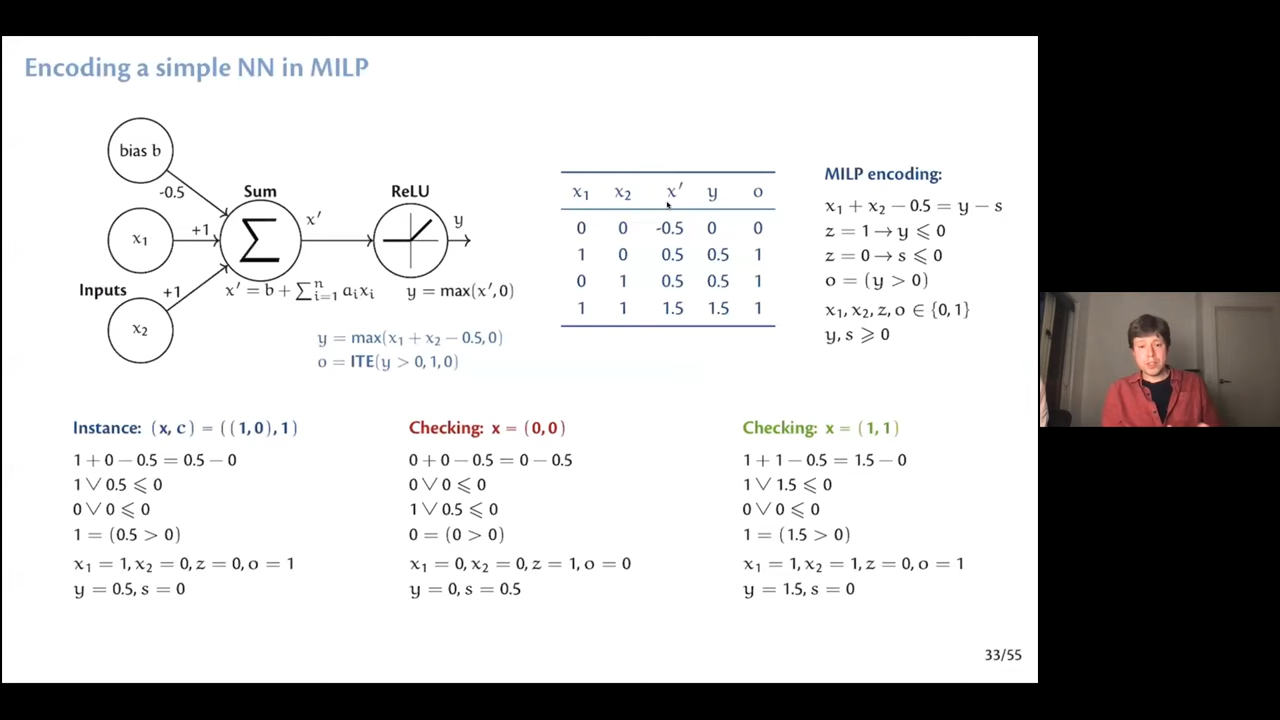 Encoding a simple NN in MILP
bias b
-0.5
x₁
+1
Inputs
+1
x₂
Sum
Σ
x′
x′ = b + ∑ⁿᵢ₌₁ aᵢxᵢ
ReLU
y
y = max(x′, 0)
y = max(x₁ + x₂ − 0.5, 0)
o = ITE(y > 0, 1, 0)
x₁ x₂ x′ y o
0 0 -0.5 0 0
1 0 0.5 0.5 1
0 1 0.5 0.5 1
1 1 1.5 1.5 1
MILP encoding:
x₁ + x₂ − 0.5 = y − s
z = 1 → y ⩽ 0
z = 0 → s ⩽ 0
o = (y > 0)
x₁, x₂, z, o ∈ {0, 1}
y, s ⩾ 0
Instance: (x, c) = ((1, 0), 1)
1 + 0 − 0.5 = 0.5 − 0
1 ∨ 0.5 ⩽ 0
0 ∨ 0 ⩽ 0
1 = (0.5 > 0)
x₁ = 1, x₂ = 0, z = 0, o = 1
y = 0.5, s = 0
Checking: x = (0, 0)
0 + 0 − 0.5 = 0 − 0.5
0 ∨ 0 ⩽ 0
1 ∨ 0.5 ⩽ 0
0 = (0 > 0)
x₁ = 0, x₂ = 0, z = 1, o = 0
y = 0, s = 0.5
Checking: x = (1, 1)
1 + 1 − 0.5 = 1.5 − 0
1 ∨ 1.5 ⩽ 0
0 ∨ 0 ⩽ 0
1 = (1.5 > 0)
x₁ = 1, x₂ = 1, z = 0, o = 1
y = 1.5, s = 0
33/55